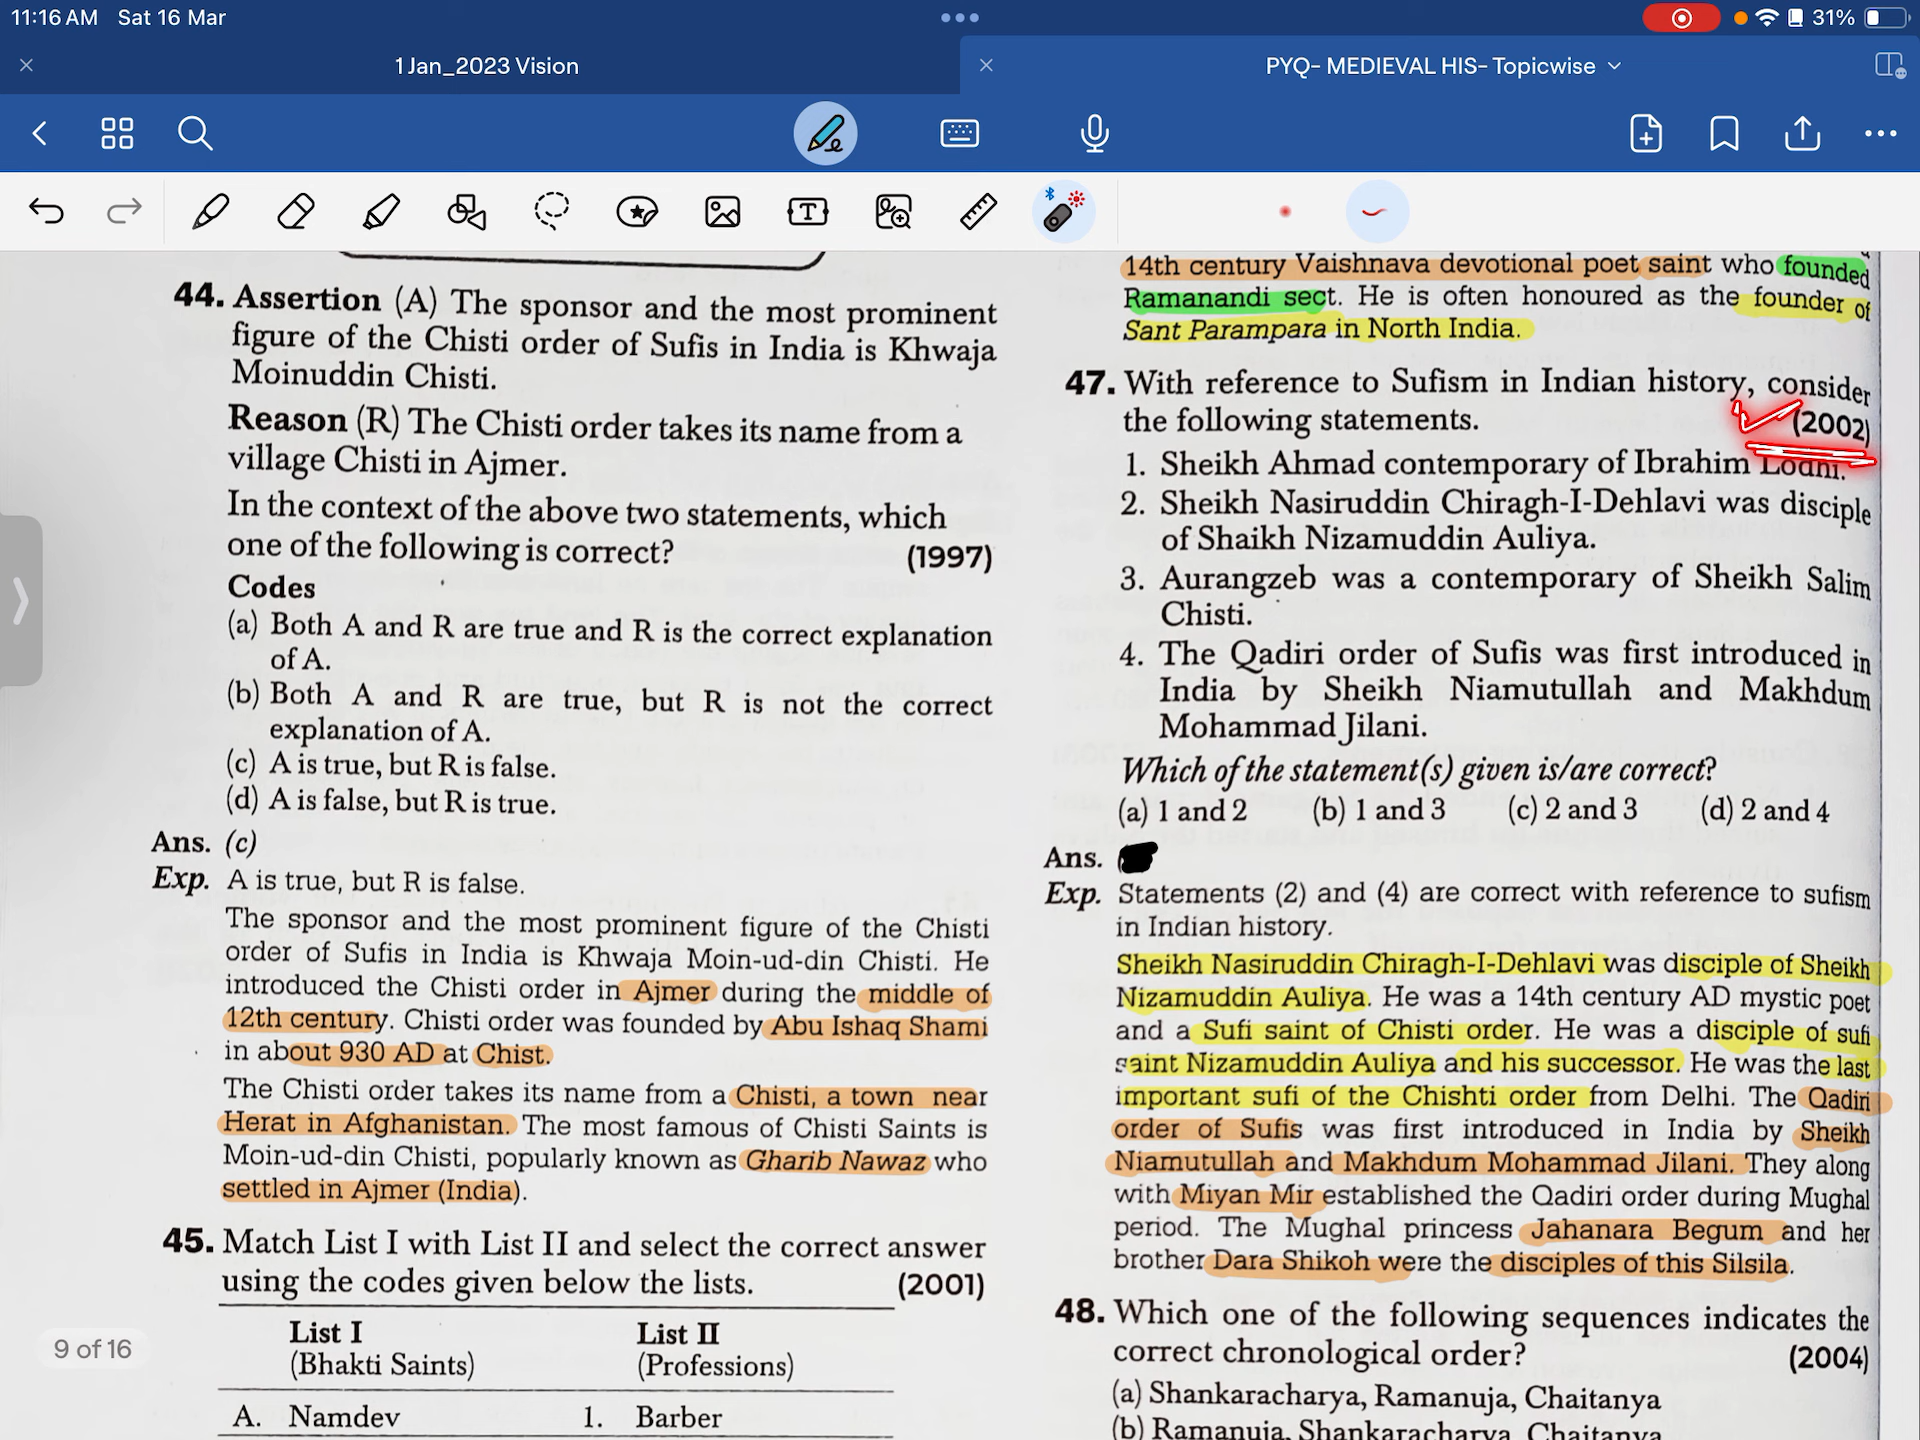 11:16 AM Sat 16 Mar
31%
1 Jan_2023 Vision
PYQ- MEDIEVAL HIS- Topicwise
44. Assertion (A) The sponsor and the most prominent
figure of the Chisti order of Sufis in India is Khwaja
Moinuddin Chisti.
Reason (R) The Chisti order takes its name from a
village Chisti in Ajmer.
In the context of the above two statements, which
one of the following is correct? (1997)
Codes
(a) Both A and R are true and R is the correct explanation
of A.
(b) Both A and R are true, but R is not the correct
explanation of A.
(c) A is true, but R is false.
(d) A is false, but R is true.
Ans. (c)
Exp. A is true, but R is false.
The sponsor and the most prominent figure of the Chisti
order of Sufis in India is Khwaja Moin-ud-din Chisti. He
introduced the Chisti order in Ajmer during the middle of
12th century. Chisti order was founded by Abu Ishaq Shami
in about 930 AD at Chist.
The Chisti order takes its name from a Chisti, a town near
Herat in Afghanistan. The most famous of Chisti Saints is
Moin-ud-din Chisti, popularly known as Gharib Nawaz who
settled in Ajmer (India).
45. Match List I with List II and select the correct answer
using the codes given below the lists. (2001)
List I List II
(Bhakti Saints) (Professions)
A. Namdev 1. Barber
9 of 16
14th century Vaishnava devotional poet saint who founded
Ramanandi sect. He is often honoured as the founder of
Sant Parampara in North India.
47. With reference to Sufism in Indian history, consider
the following statements. (2002)
1. Sheikh Ahmad contemporary of Ibrahim Lodhi.
2. Sheikh Nasiruddin Chiragh-I-Dehlavi was disciple
of Shaikh Nizamuddin Auliya.
3. Aurangzeb was a contemporary of Sheikh Salim
Chisti.
4. The Qadiri order of Sufis was first introduced in
India by Sheikh Niamutullah and Makhdum
Mohammad Jilani.
Which of the statement(s) given is/are correct?
(a) 1 and 2 (b) 1 and 3 (c) 2 and 3 (d) 2 and 4
Ans.
Exp. Statements (2) and (4) are correct with reference to sufism
in Indian history.
Sheikh Nasiruddin Chiragh-I-Dehlavi was disciple of Sheikh
Nizamuddin Auliya. He was a 14th century AD mystic poet
and a Sufi saint of Chisti order. He was a disciple of sufi
saint Nizamuddin Auliya and his successor. He was the last
important sufi of the Chishti order from Delhi. The Qadiri
order of Sufis was first introduced in India by Sheikh
Niamutullah and Makhdum Mohammad Jilani. They along
with Miyan Mir established the Qadiri order during Mughal
period. The Mughal princess Jahanara Begum and her
brother Dara Shikoh were the disciples of this Silsila.
48. Which one of the following sequences indicates the
correct chronological order? (2004)
(a) Shankaracharya, Ramanuja, Chaitanya
(b) Ramanuja, Shankaracharya, Chaitanya